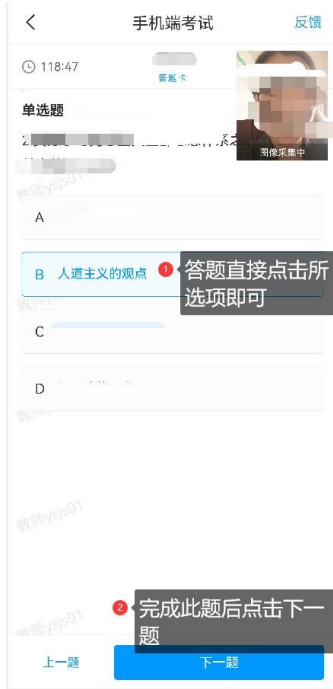 手机端考试
反馈
118:47
答题卡
单选题
图像采集中
教师ysjs01
A
B 人道主义的观点
1 答题直接点击所
选项即可
C
D
教师ysjs01
2 完成此题后点击下一
题
教师ysjs01
上一题
下一题